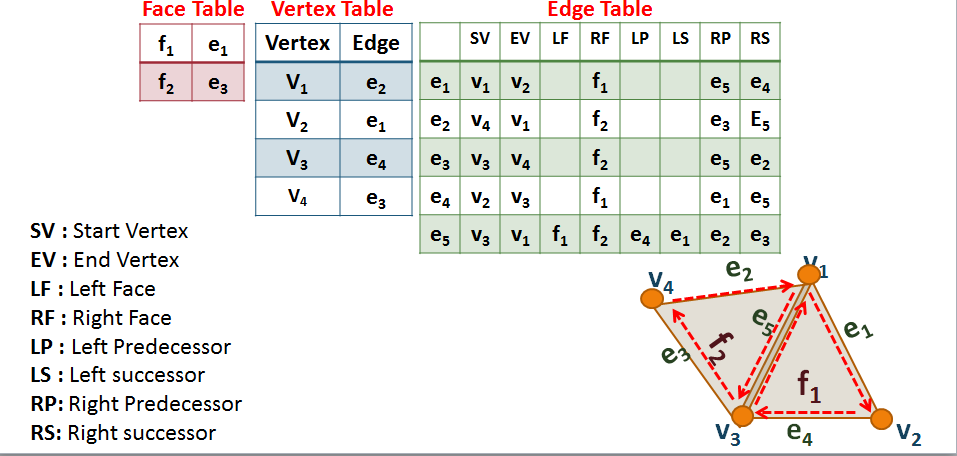 Face Table Vertex Table Edge Table
f₁ e₁
f₂ e₃
Vertex Edge
V₁ e₂
V₂ e₁
V₃ e₄
V₄ e₃
SV EV LF RF LP LS RP RS
e₁ v₁ v₂ f₁ e₅ e₄
e₂ v₄ v₁ f₂ e₃ E₅
e₃ v₃ v₄ f₂ e₅ e₂
e₄ v₂ v₃ f₁ e₁ e₅
e₅ v₃ v₁ f₁ f₂ e₄ e₁ e₂ e₃
SV : Start Vertex
EV : End Vertex
LF : Left Face
RF : Right Face
LP : Left Predecessor
LS : Left successor
RP: Right Predecessor
RS: Right successor
v₄ e₂ v₁
e₃ f₂ e₅ f₁ e₁
v₃ e₄ v₂